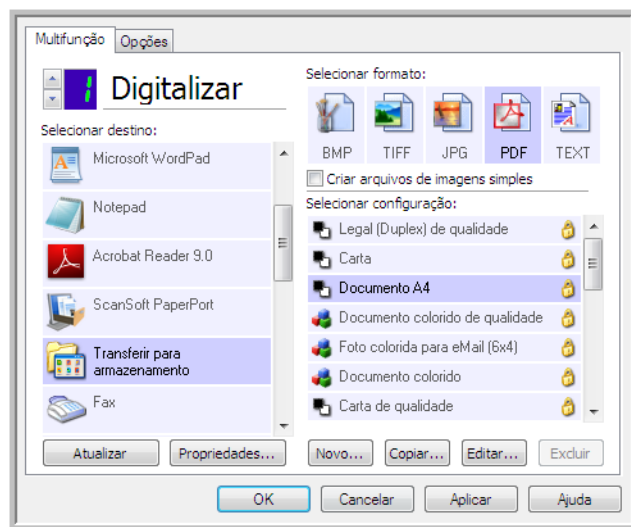 Multifunção
Opções
1
Digitalizar
Selecionar destino:
Microsoft WordPad
Notepad
Acrobat Reader 9.0
ScanSoft PaperPort
Transferir para
armazenamento
Fax
Atualizar
Propriedades...
Selecionar formato:
BMP
TIFF
JPG
PDF
TEXT
Criar arquivos de imagens simples
Selecionar configuração:
Legal (Duplex) de qualidade
Carta
Documento A4
Documento colorido de qualidade
Foto colorida para eMail (6x4)
Documento colorido
Carta de qualidade
Novo...
Copiar...
Editar...
Excluir
OK
Cancelar
Aplicar
Ajuda